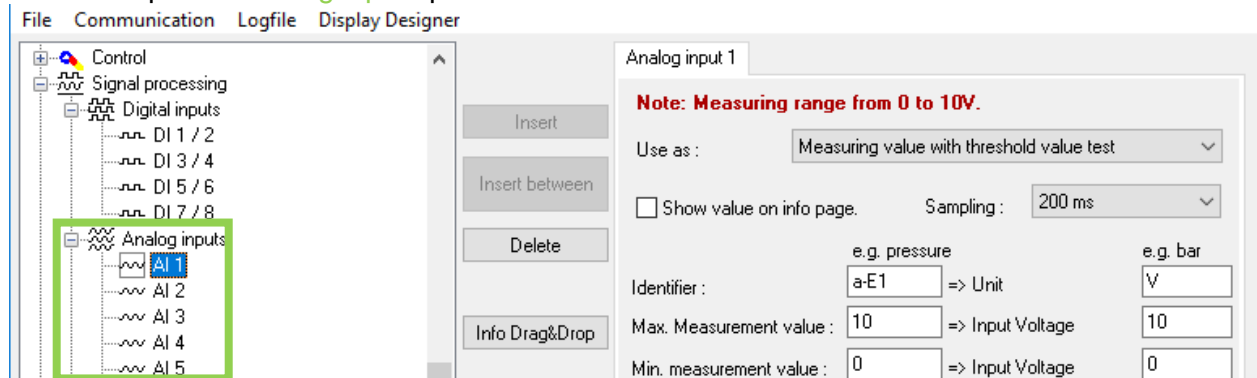 File Communication Logfile Display Designer
Control
Signal processing
Digital inputs
DI 1 / 2
DI 3 / 4
DI 5 / 6
DI 7 / 8
Analog inputs
AI 1
AI 2
AI 3
AI 4
AI 5
Insert
Insert between
Delete
Info Drag&Drop
Analog input 1
Note: Measuring range from 0 to 10V.
Use as : Measuring value with threshold value test
Show value on info page. Sampling : 200 ms
e.g. pressure e.g. bar
Identifier : a-E1 => Unit V
Max. Measurement value : 10 => Input Voltage 10
Min. measurement value : 0 => Input Voltage 0